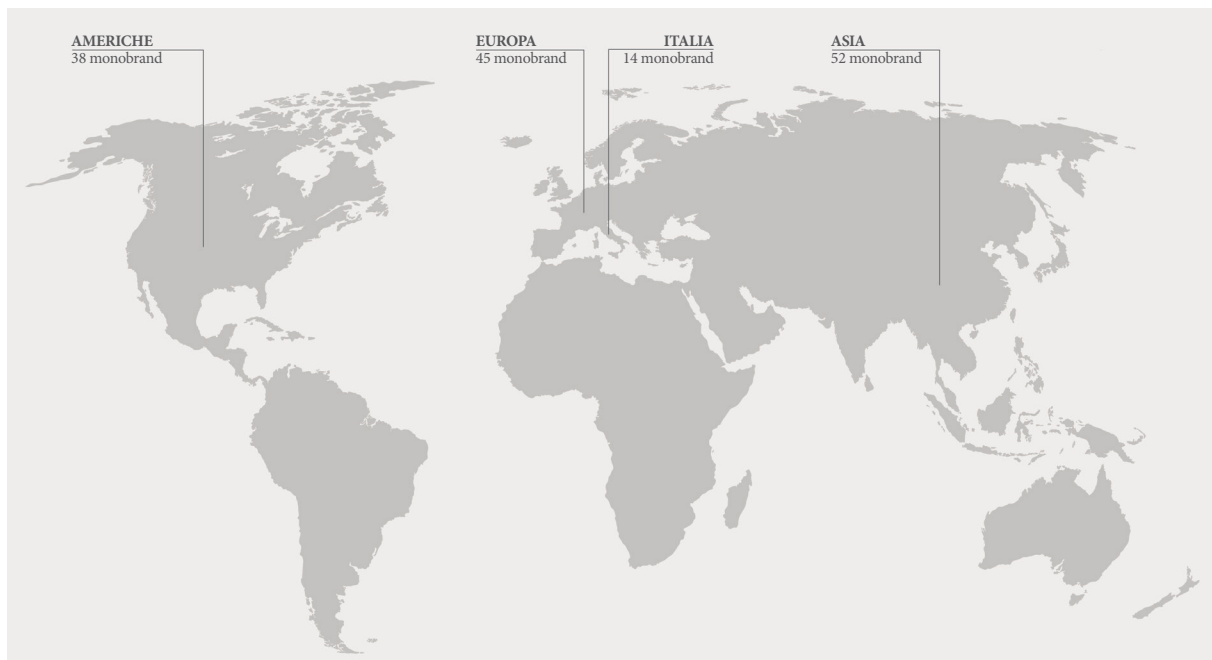 AMERICHE
38 monobrand
EUROPA
45 monobrand
ITALIA
14 monobrand
ASIA
52 monobrand